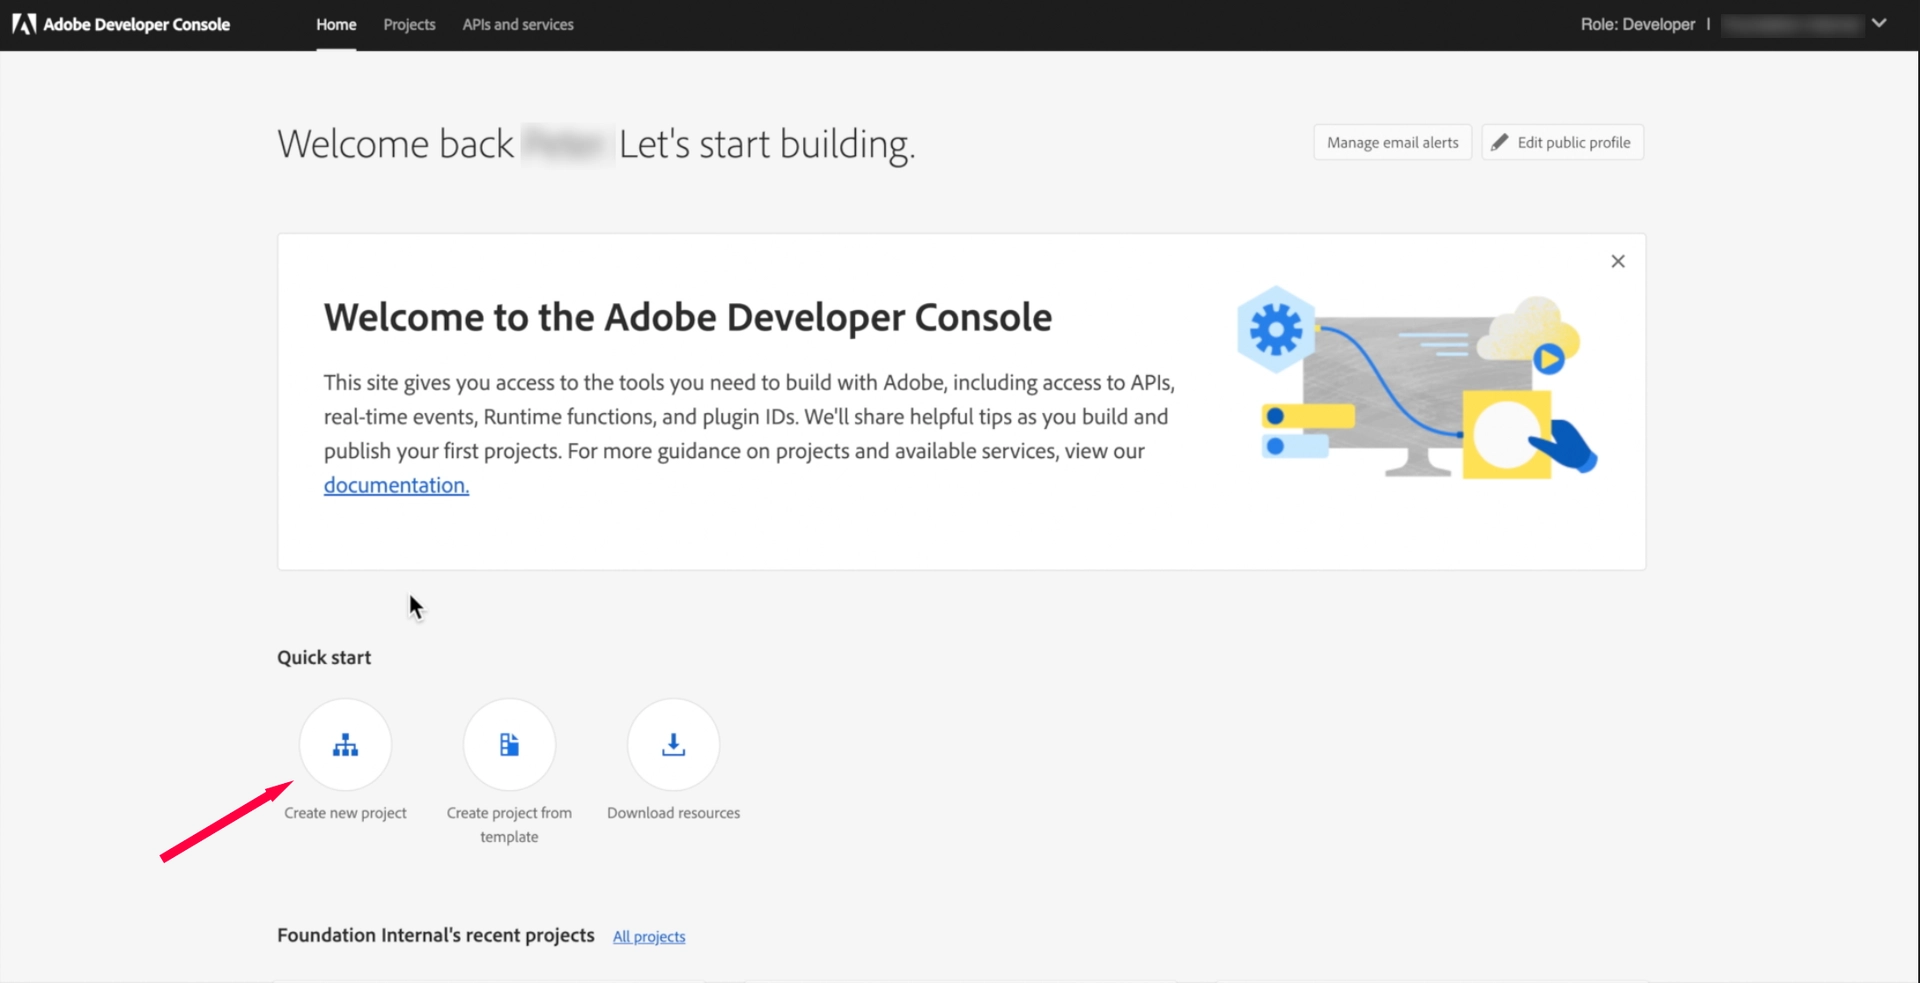 Adobe Developer Console Home Projects APIs and services Role: Developer |
Welcome back Let's start building.
Manage email alerts
Edit public profile
Welcome to the Adobe Developer Console
This site gives you access to the tools you need to build with Adobe, including access to APIs,
real-time events, Runtime functions, and plugin IDs. We'll share helpful tips as you build and
publish your first projects. For more guidance on projects and available services, view our
documentation.
Quick start
Create new project
Create project from
template
Download resources
Foundation Internal's recent projects All projects